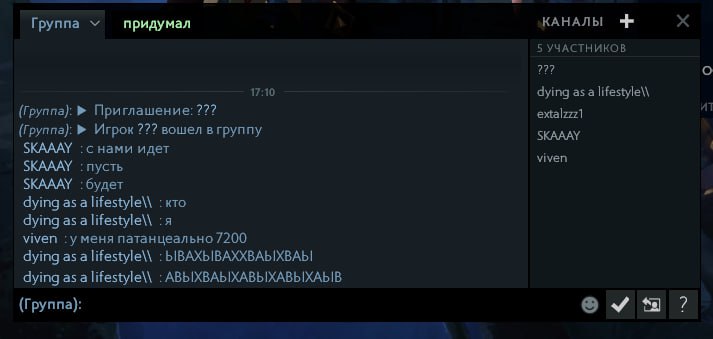 Группа придумал КАНАЛЫ
5 УЧАСТНИКОВ
???
dying as a lifestyle\\
extalzzz1
SKAAAY
viven
17:10
(Группа): ▶ Приглашение: ???
(Группа): ▶ Игрок ??? вошел в группу
SKAAAY : с нами идет
SKAAAY : пусть
SKAAAY : будет
dying as a lifestyle\\ : кто
dying as a lifestyle\\ : я
viven : у меня патанцеально 7200
dying as a lifestyle\\ : ЫВАХЫВАХХВАЫХВАЫ
dying as a lifestyle\\ : АВЫХВАЫХАВЫХАВЫХАЫВ
(Группа):
?